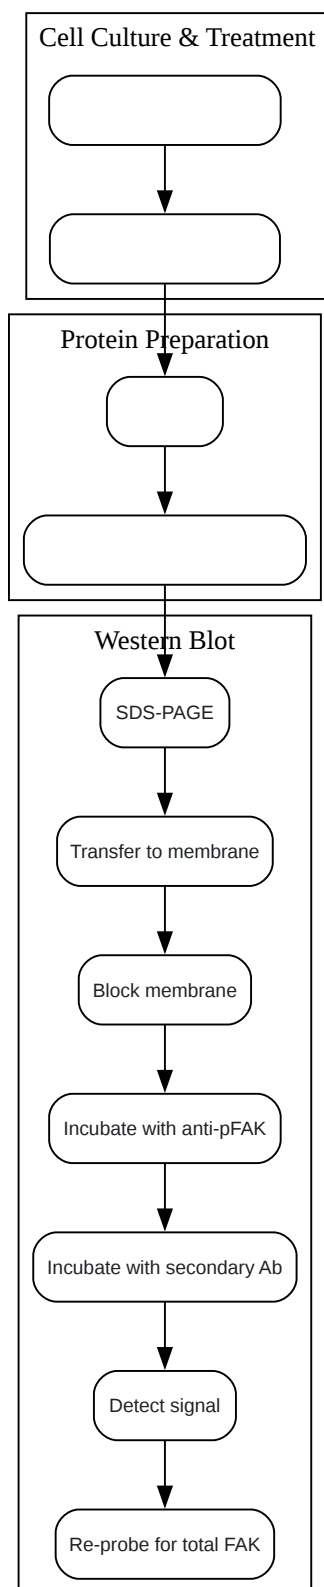 Cell Culture & Treatment
Protein Preparation
Western Blot
SDS-PAGE
Transfer to membrane
Block membrane
Incubate with anti-pFAK
Incubate with secondary Ab
Detect signal
Re-probe for total FAK